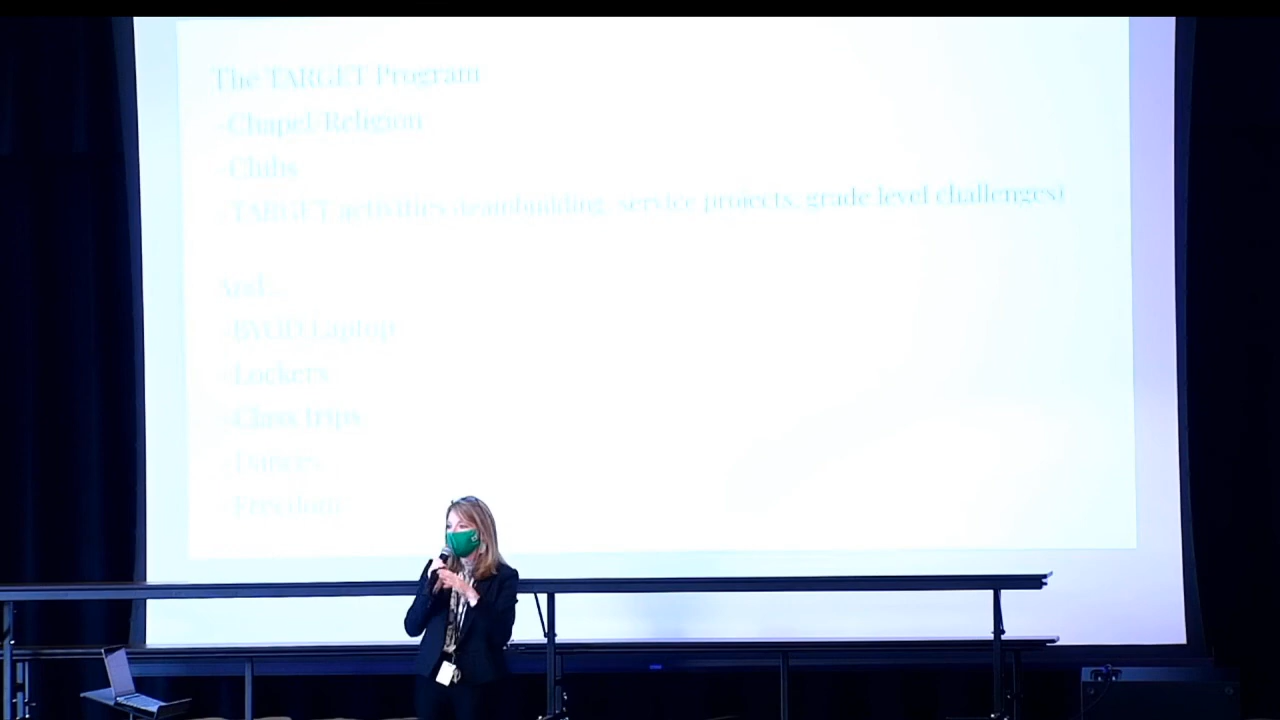 The TARGET Program
-Chapel/Religion
-Clubs
-TARGET activities (teambuilding, service projects, grade level challenges)
And...
-BYOD Laptop
-Lockers
-Class trips
-Dances
-Freedom